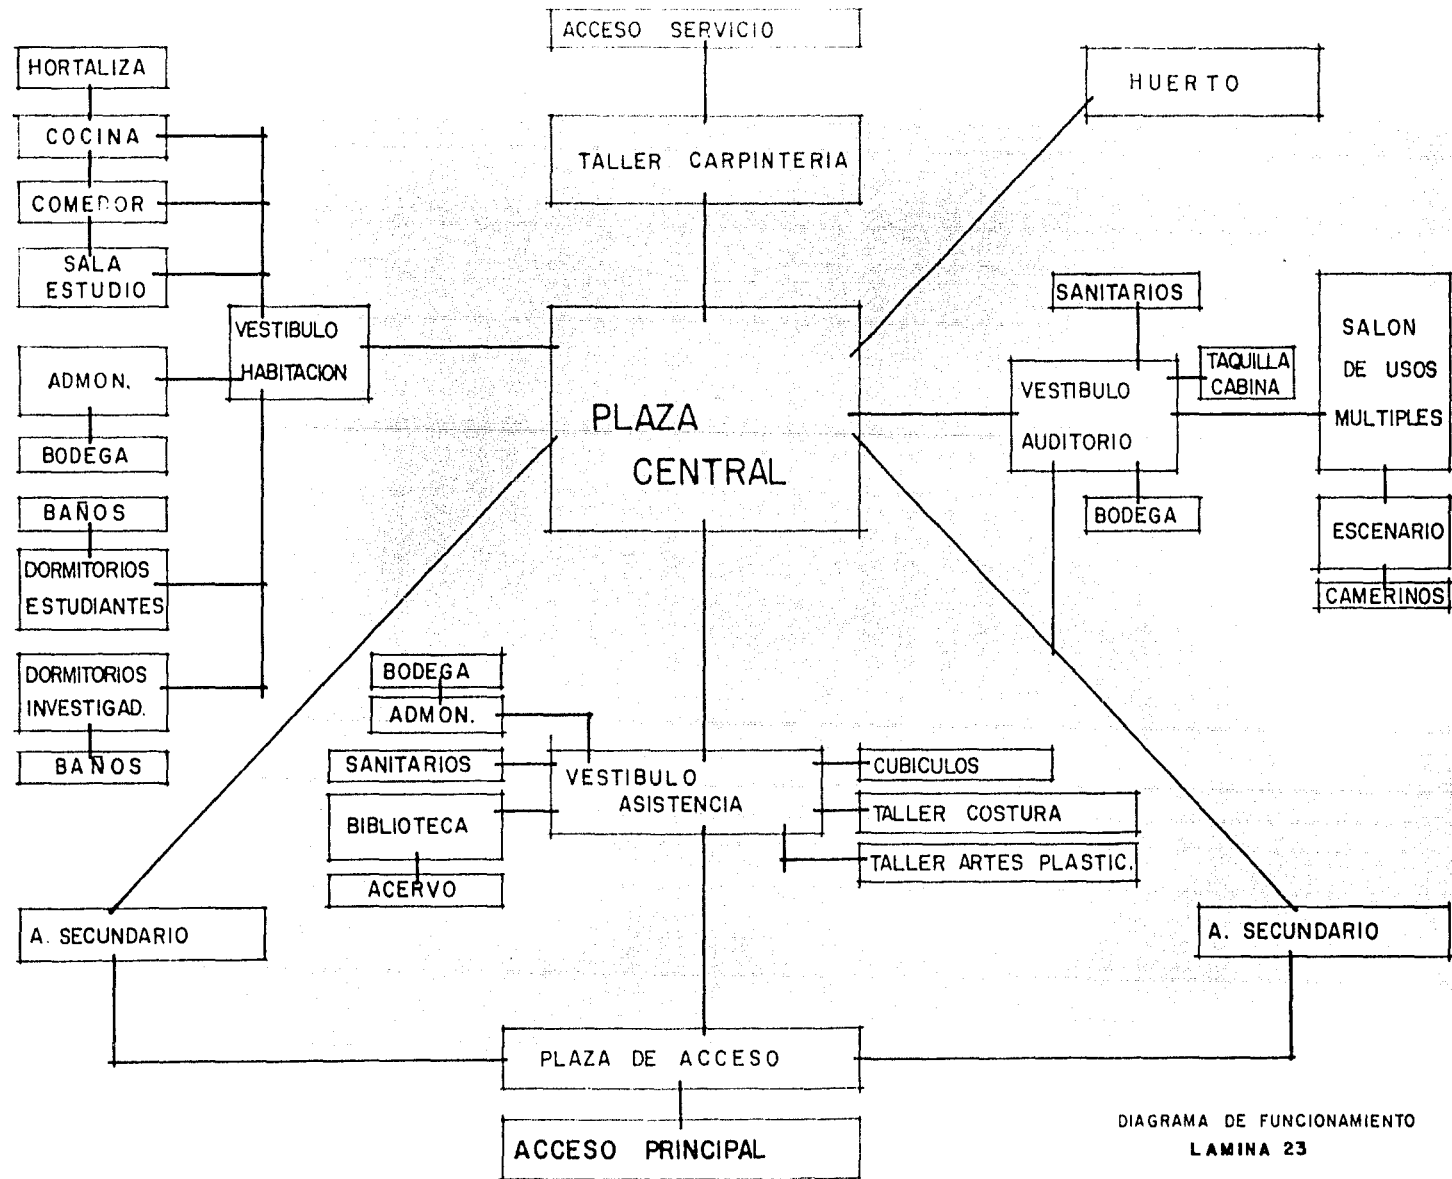 ACCESO SERVICIO
HORTALIZA
HUERTO
COCINA
TALLER CARPINTERIA
COMEDOR
SALA
ESTUDIO
SANITARIOS
VESTIBULO
HABITACION
SALON
DE USOS
MULTIPLES
TAQUILLA
CABINA
ADMON.
VESTIBULO
AUDITORIO
PLAZA
CENTRAL
BODEGA
BAÑOS
BODEGA
ESCENARIO
DORMITORIOS
ESTUDIANTES
CAMERINOS
DORMITORIOS
INVESTIGAD.
BODEGA
ADMON.
BAÑOS
SANITARIOS
VESTIBULO
ASISTENCIA
CUBICULOS
BIBLIOTECA
TALLER COSTURA
TALLER ARTES PLASTIC.
ACERVO
A. SECUNDARIO
A. SECUNDARIO
PLAZA DE ACCESO
ACCESO PRINCIPAL
DIAGRAMA DE FUNCIONAMIENTO
LAMINA 23